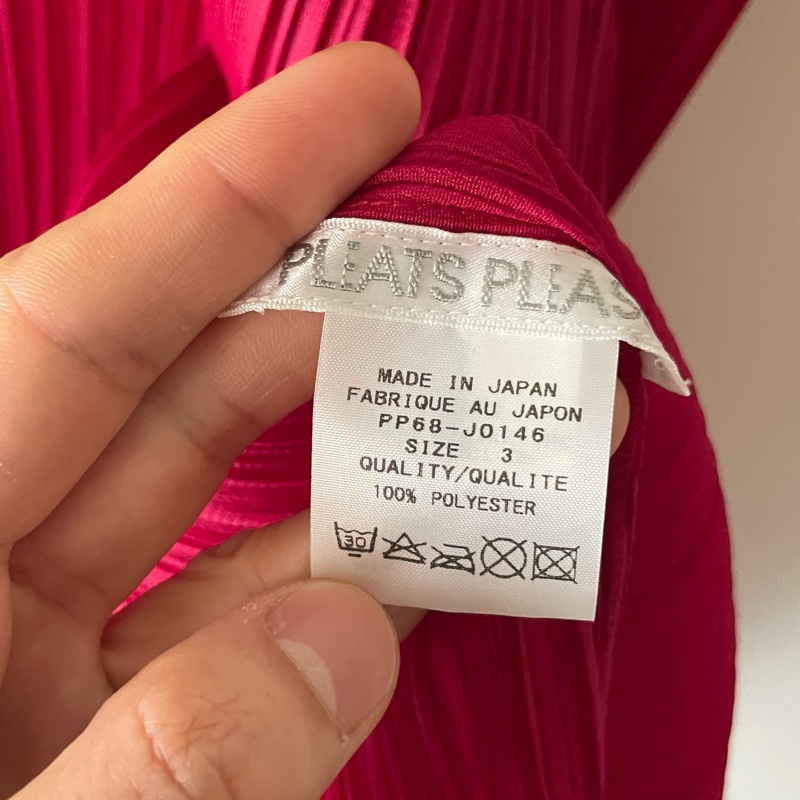 PLEATS PLEAS
MADE IN JAPAN
FABRIQUE AU JAPON
PP68-J0146
SIZE 3
QUALITY/QUALITE
100% POLYESTER
30